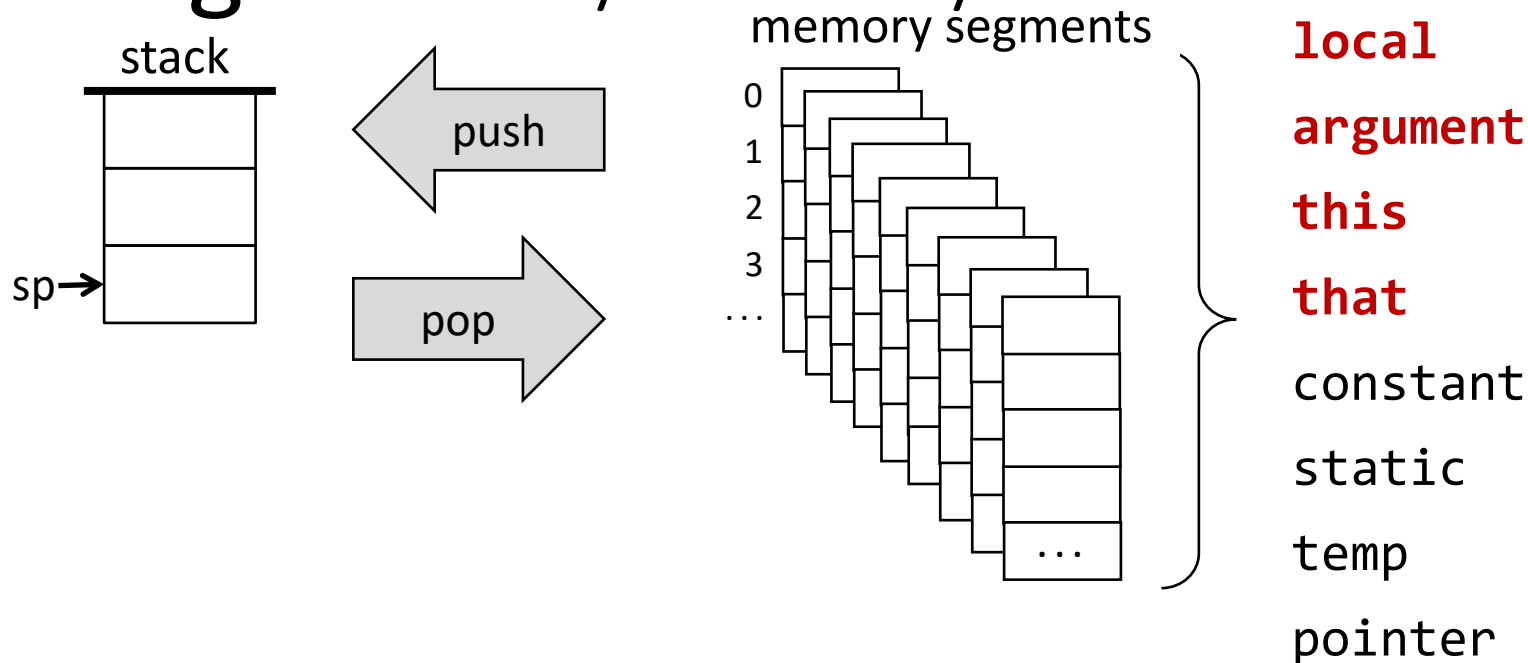 stack
sp
push
pop
memory segments
0
1
2
3
...
...
local
argument
this
that
constant
static
temp
pointer